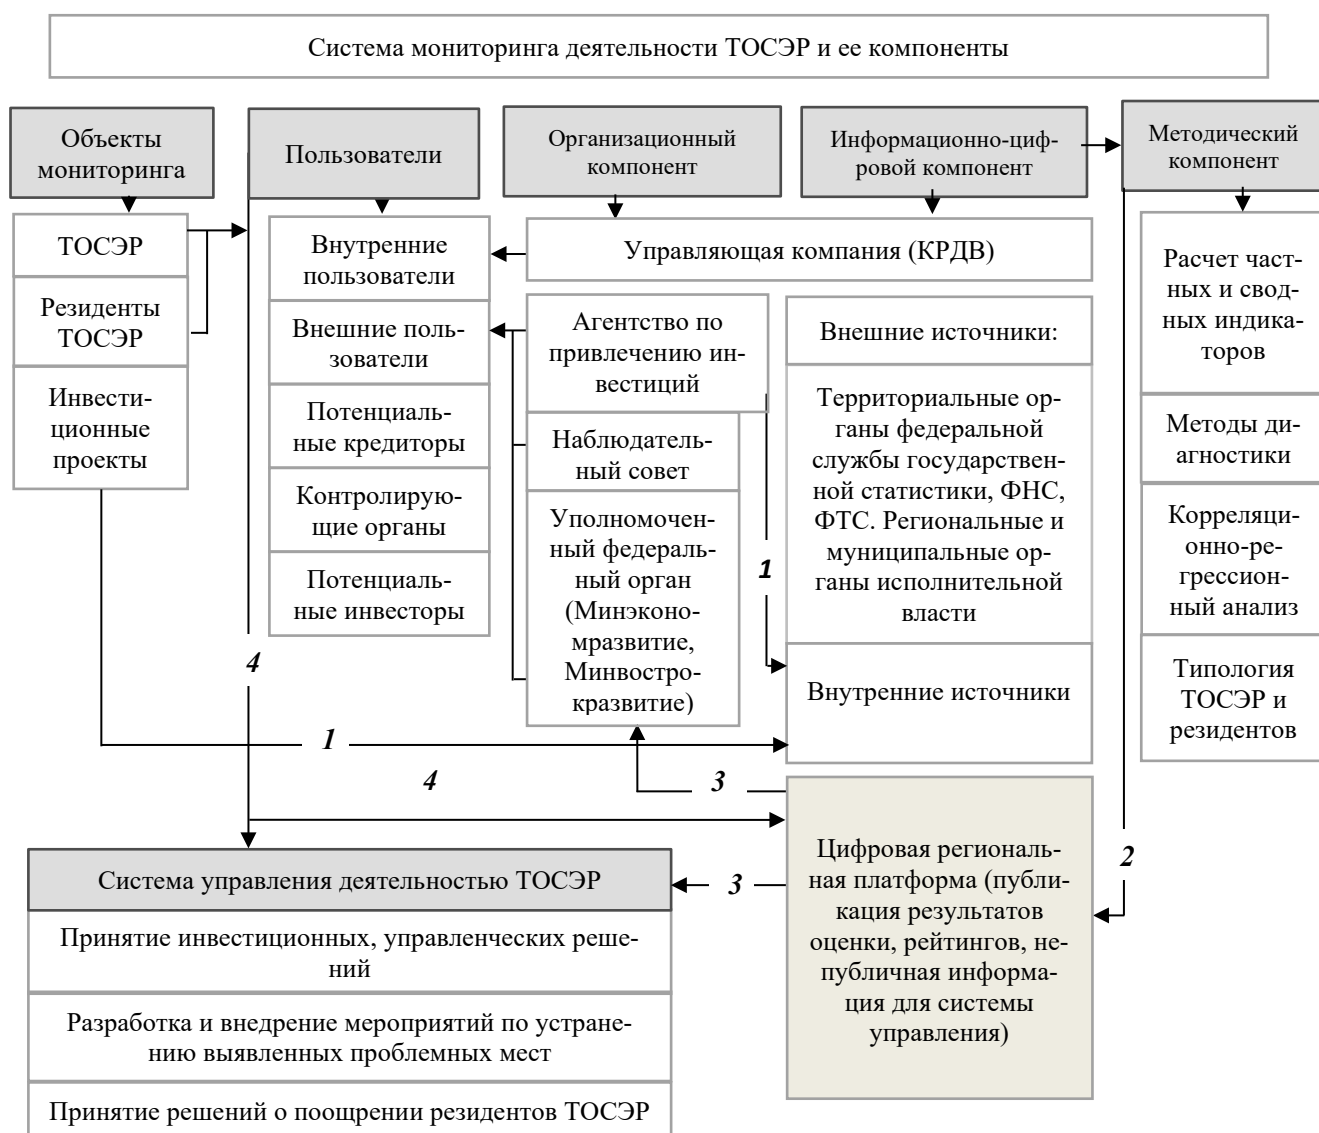 Система мониторинга деятельности ТОСЭР и ее компоненты
Объекты
мониторинга
Пользователи
Организационный
компонент
Информационно-циф-
ровой компонент
Методический
компонент
ТОСЭР
Резиденты
ТОСЭР
Инвести-
ционные
проекты
Внутренние
пользователи
Внешние поль-
зователи
Потенциаль-
ные кредиторы
Контролирую-
щие органы
Потенциаль-
ные инвесторы
Управляющая компания (КРДВ)
Агентство по
привлечению ин-
вестиций
Наблюдатель-
ный совет
Уполномочен-
ный федераль-
ный орган
(Минэконо-
мразвитие,
Минвостро-
кразвитие)
1
Внешние источники:
Территориальные ор-
ганы федеральной
службы государствен-
ной статистики, ФНС,
ФТС. Региональные и
муниципальные ор-
ганы исполнительной
власти
Внутренние источники
Расчет част-
ных и свод-
ных индика-
торов
Методы ди-
агностики
Корреляци-
онно-ре-
грессион-
ный анализ
Типология
ТОСЭР и
резидентов
4
1
4
3
2
3
Цифровая региональ-
ная платформа (публи-
кация результатов
оценки, рейтингов, не-
публичная информа-
ция для системы
управления)
Система управления деятельностью ТОСЭР
Принятие инвестиционных, управленческих реше-
ний
Разработка и внедрение мероприятий по устране-
нию выявленных проблемных мест
Принятие решений о поощрении резидентов ТОСЭР